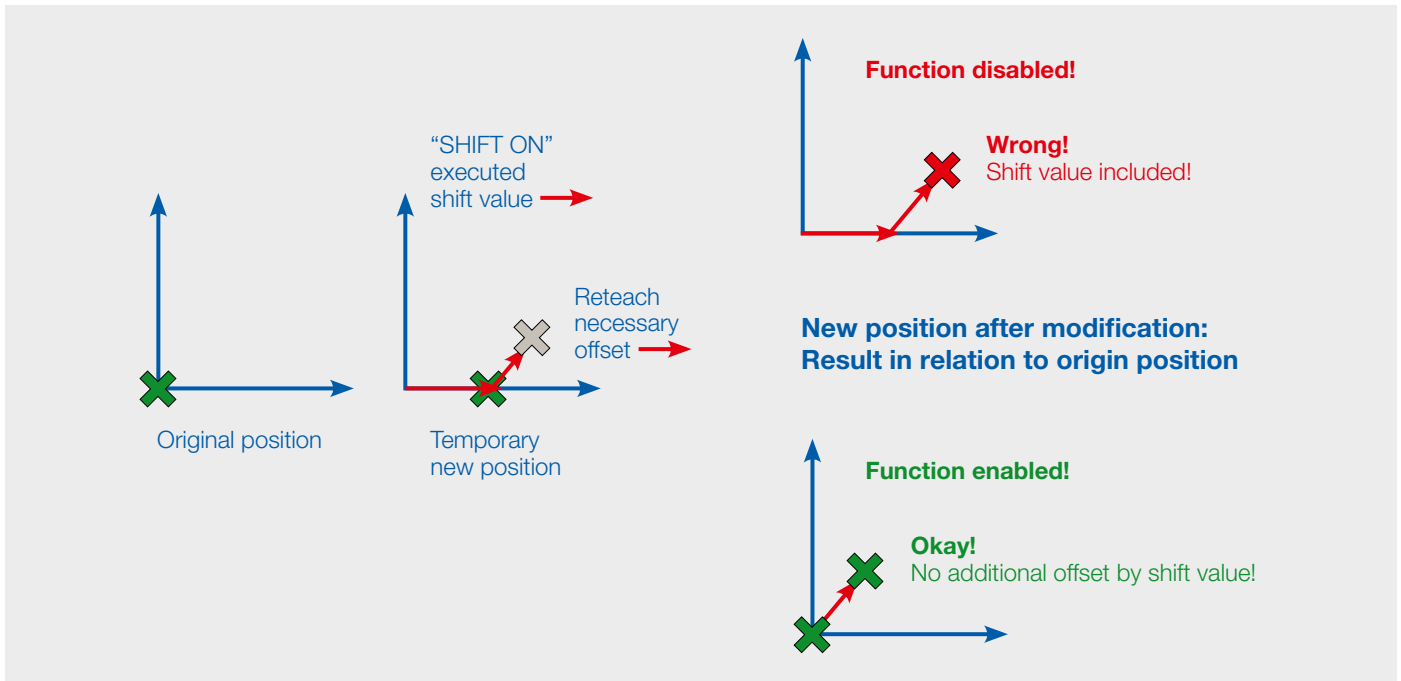 Original position
“SHIFT ON”
executed
shift value
Reteach
necessary
offset
Temporary
new position
Function disabled!
Wrong!
Shift value included!
New position after modification:
Result in relation to origin position
Function enabled!
Okay!
No additional offset by shift value!